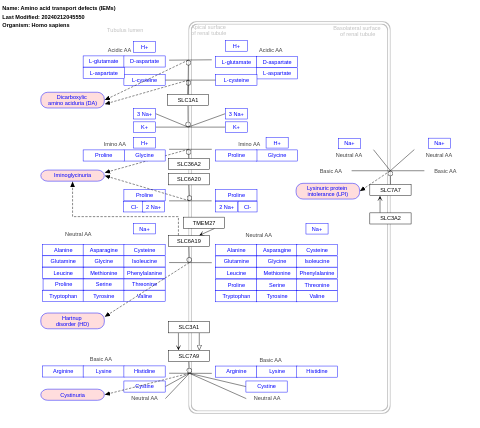 Name: Amino acid transport defects (IEMs)
Last Modified: 20240212045550
Organism: Homo sapiens
Tubulus lumen
Apical surface
of renal tubule
Basolateral surface
of renal tubule
H+
H+
Acidic AA
Acidic AA
L-glutamate
D-aspartate
L-glutamate
D-aspartate
L-aspartate
L-aspartate
L-cysteine
L-cysteine
Dicarboxylic
amino aciduria (DA)
SLC1A1
3 Na+
3 Na+
K+
K+
Imino AA
H+
Imino AA
H+
Na+
Na+
Proline
Glycine
Proline
Glycine
Neutral AA
Neutral AA
SLC36A2
Basic AA
Basic AA
Iminoglycinuria
SLC6A20
Lysinuric protein
intolerance (LPI)
SLC7A7
Proline
Proline
Cl-
2 Na+
2 Na+
Cl-
SLC3A2
TMEM27
Na+
Na+
Neutral AA
Neutral AA
SLC6A19
Alanine
Asparagine
Cysteine
Alanine
Asparagine
Cysteine
Glutamine
Glycine
Isoleucine
Glutamine
Glycine
Isoleucine
Leucine
Methionine
Phenylalanine
Leucine
Methionine
Phenylalanine
Proline
Serine
Threonine
Proline
Serine
Threonine
Tryptophan
Tyrosine
Valine
Tryptophan
Tyrosine
Valine
Hartnup
disorder (HD)
SLC3A1
SLC7A9
Basic AA
Basic AA
Arginine
Lysine
Histidine
Arginine
Lysine
Histidine
Cystine
Cystine
Cystinuria
Neutral AA
Neutral AA